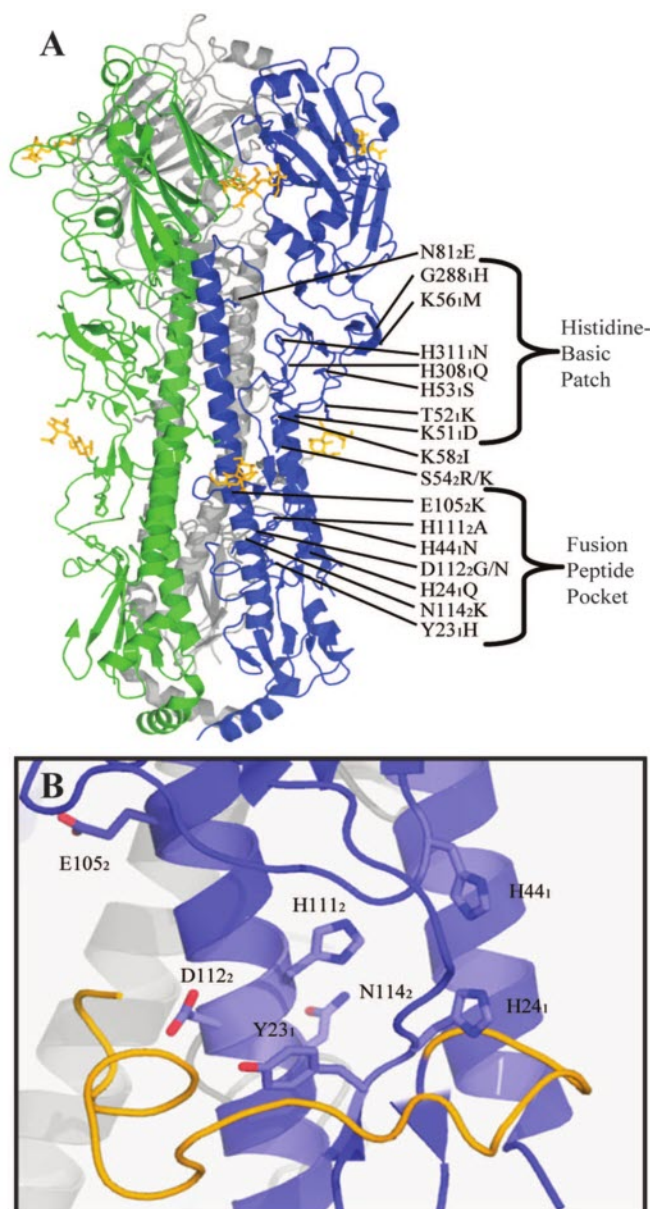 A
N81₂E
G288₁H
K56₁M
H311₁N
H308₁Q
H53₁S
T52₁K
K51₁D
K58₂I
S54₂R/K
E105₂K
H111₂A
H44₁N
D112₂G/N
H24₁Q
N114₂K
Y23₁H
Histidine-
Basic
Patch
Fusion
Peptide
Pocket
B
E105₂
H111₂
H44₁
D112₂
N114₂
H24₁
Y23₁